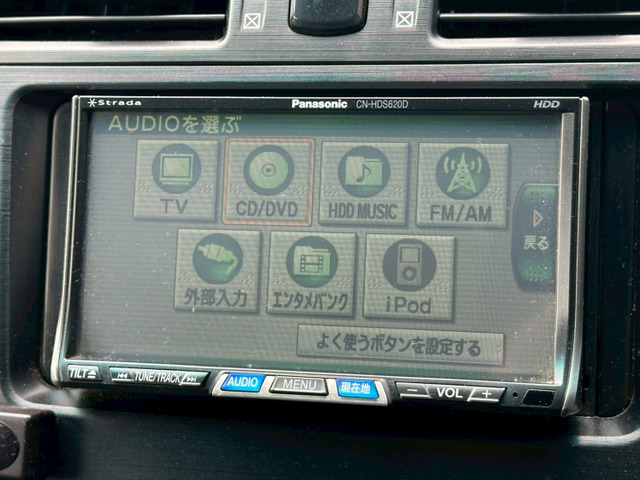 Strada Panasonic CN-HDS620D HDD
AUDIOを選ぶ
TV CD/DVD HDD MUSIC FM/AM
戻る
外部入力 エンタメバンク iPod
よく使うボタンを設定する
TILT TUNE/TRACK AUDIO MENU 現在地 − VOL +